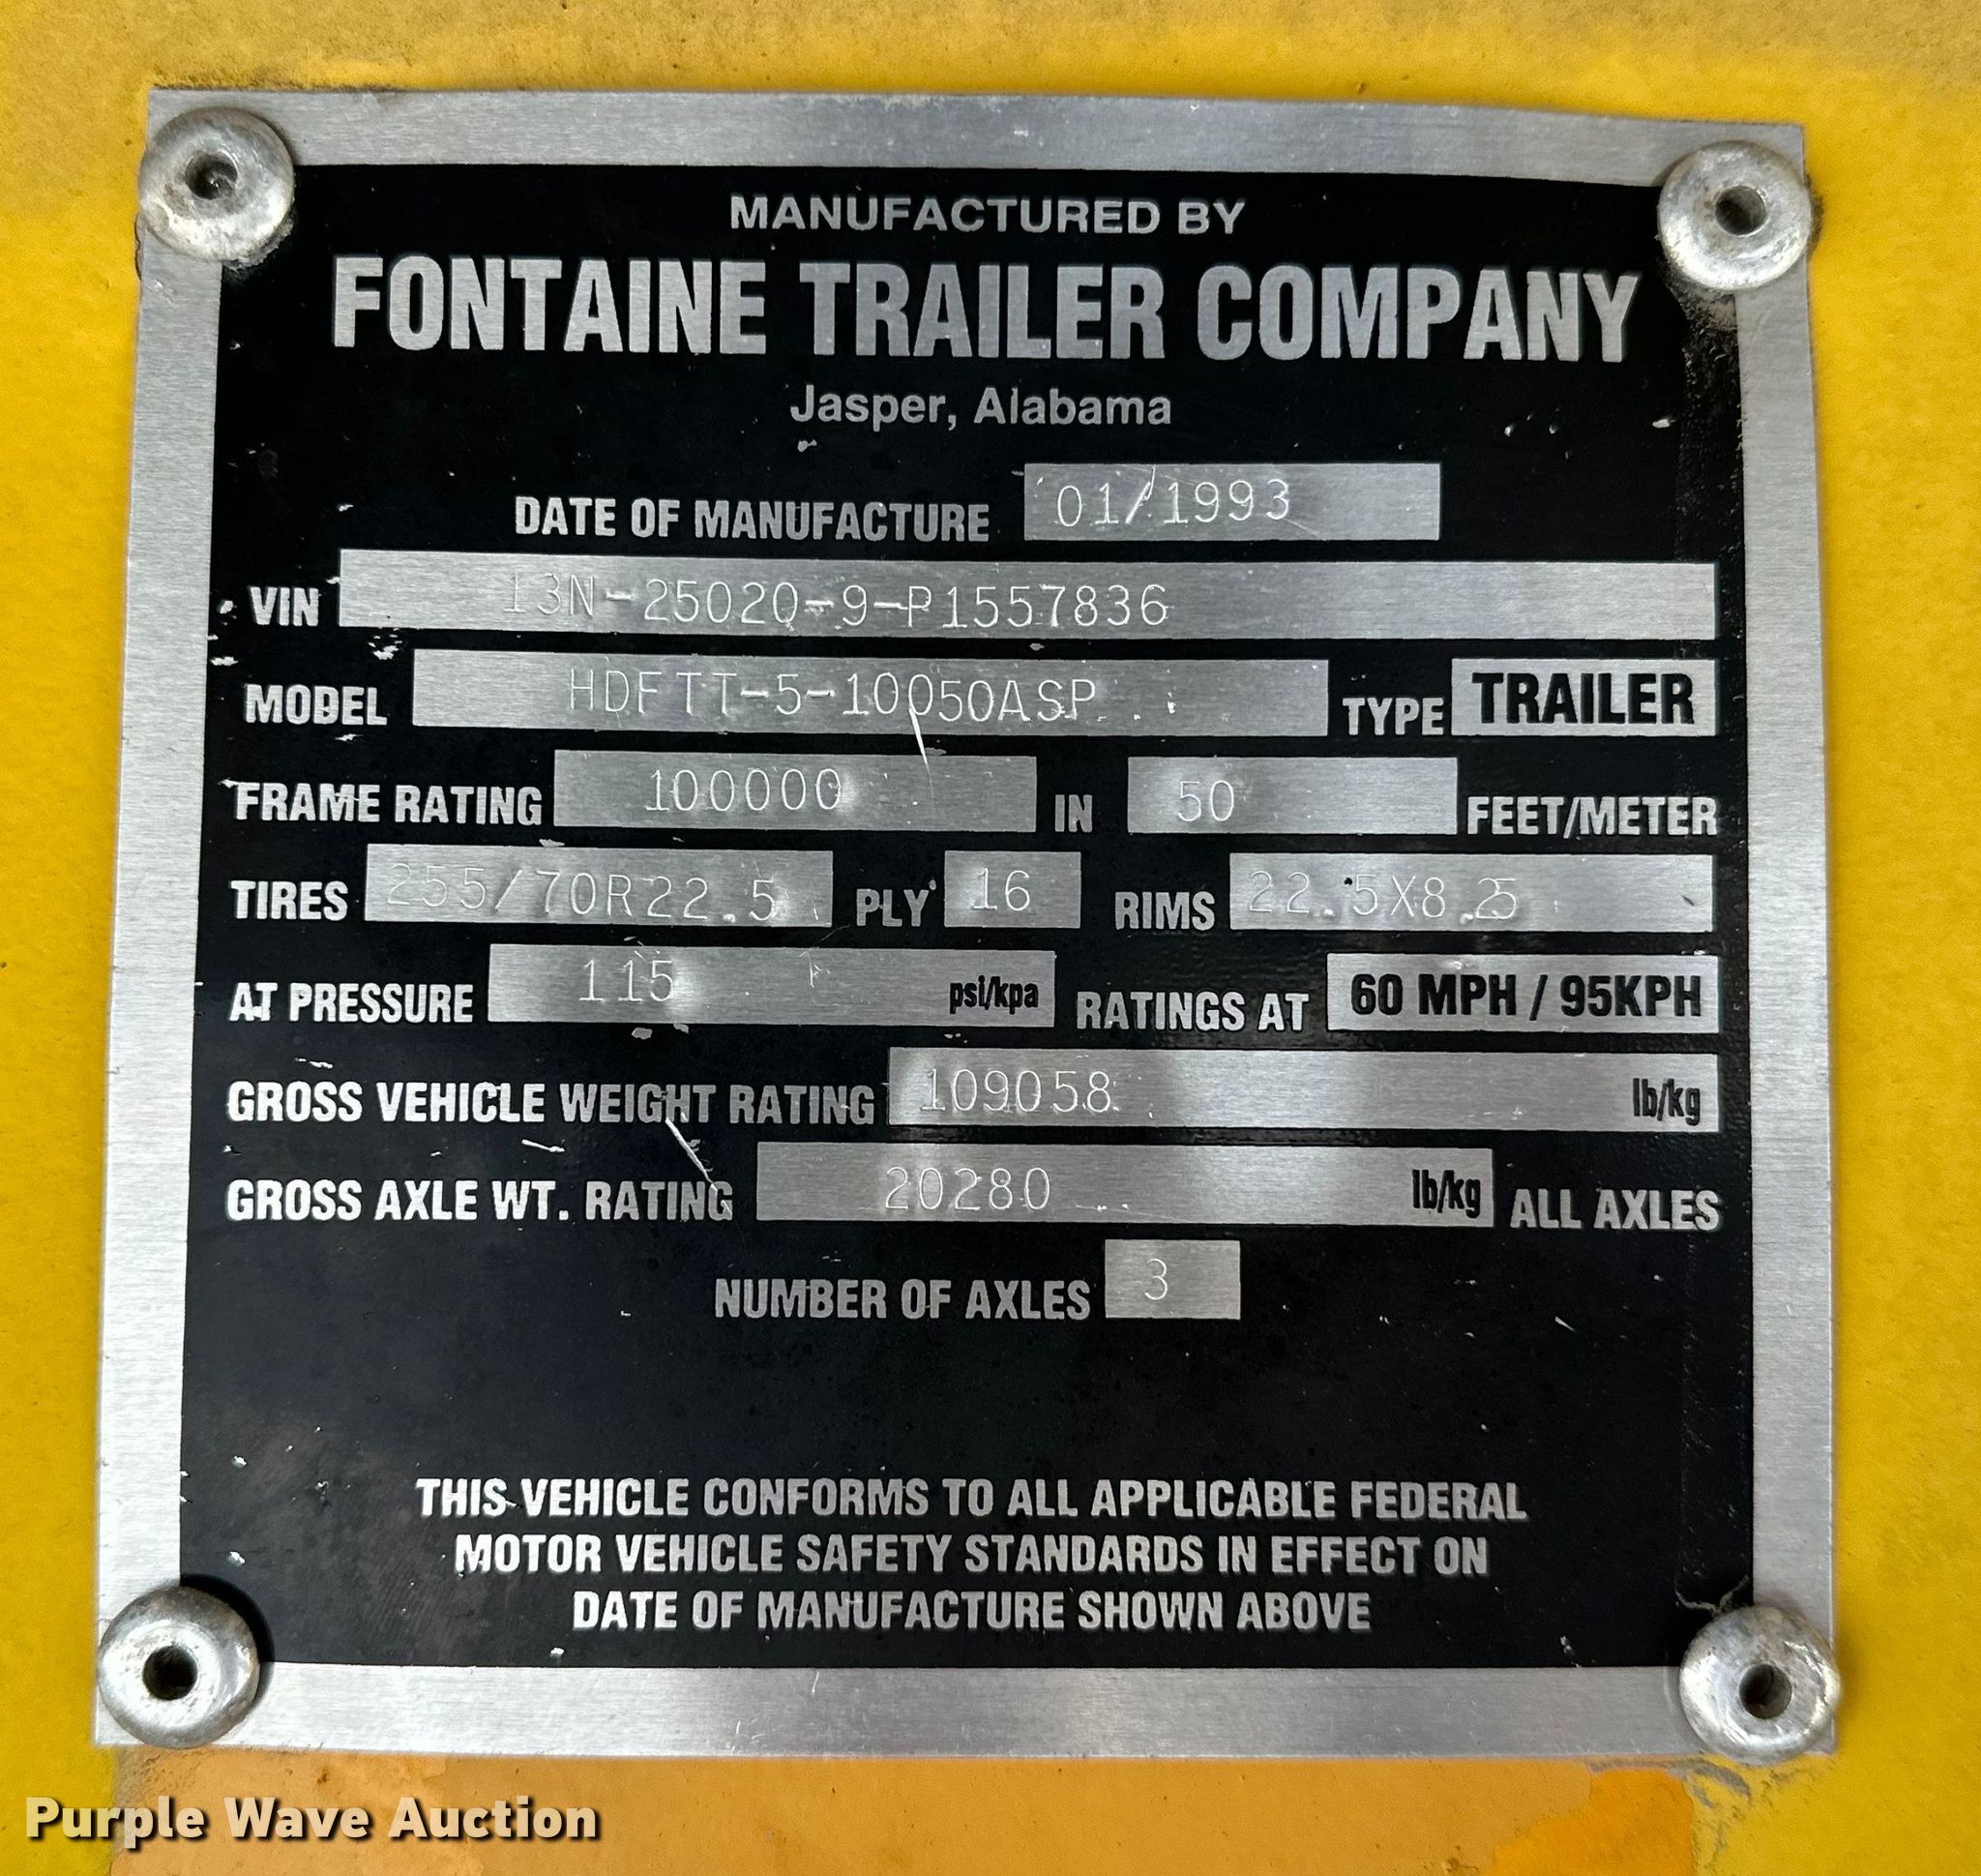 MANUFACTURED BY
FONTAINE TRAILER COMPANY
Jasper, Alabama
DATE OF MANUFACTURE 01/1993
VIN 13N-2502Q-9-P1557836
MODEL HDFTT-5-10050ASP TYPE TRAILER
FRAME RATING 100000 IN 50 FEET/METER
TIRES 255/70R22.5 PLY 16 RIMS 22.5X8.25
AT PRESSURE 115 psi/kpa RATINGS AT 60 MPH / 95KPH
GROSS VEHICLE WEIGHT RATING 109058 lb/kg
GROSS AXLE WT. RATING 20280 lb/kg ALL AXLES
NUMBER OF AXLES 3
THIS VEHICLE CONFORMS TO ALL APPLICABLE FEDERAL
MOTOR VEHICLE SAFETY STANDARDS IN EFFECT ON
DATE OF MANUFACTURE SHOWN ABOVE
Purple Wave Auction